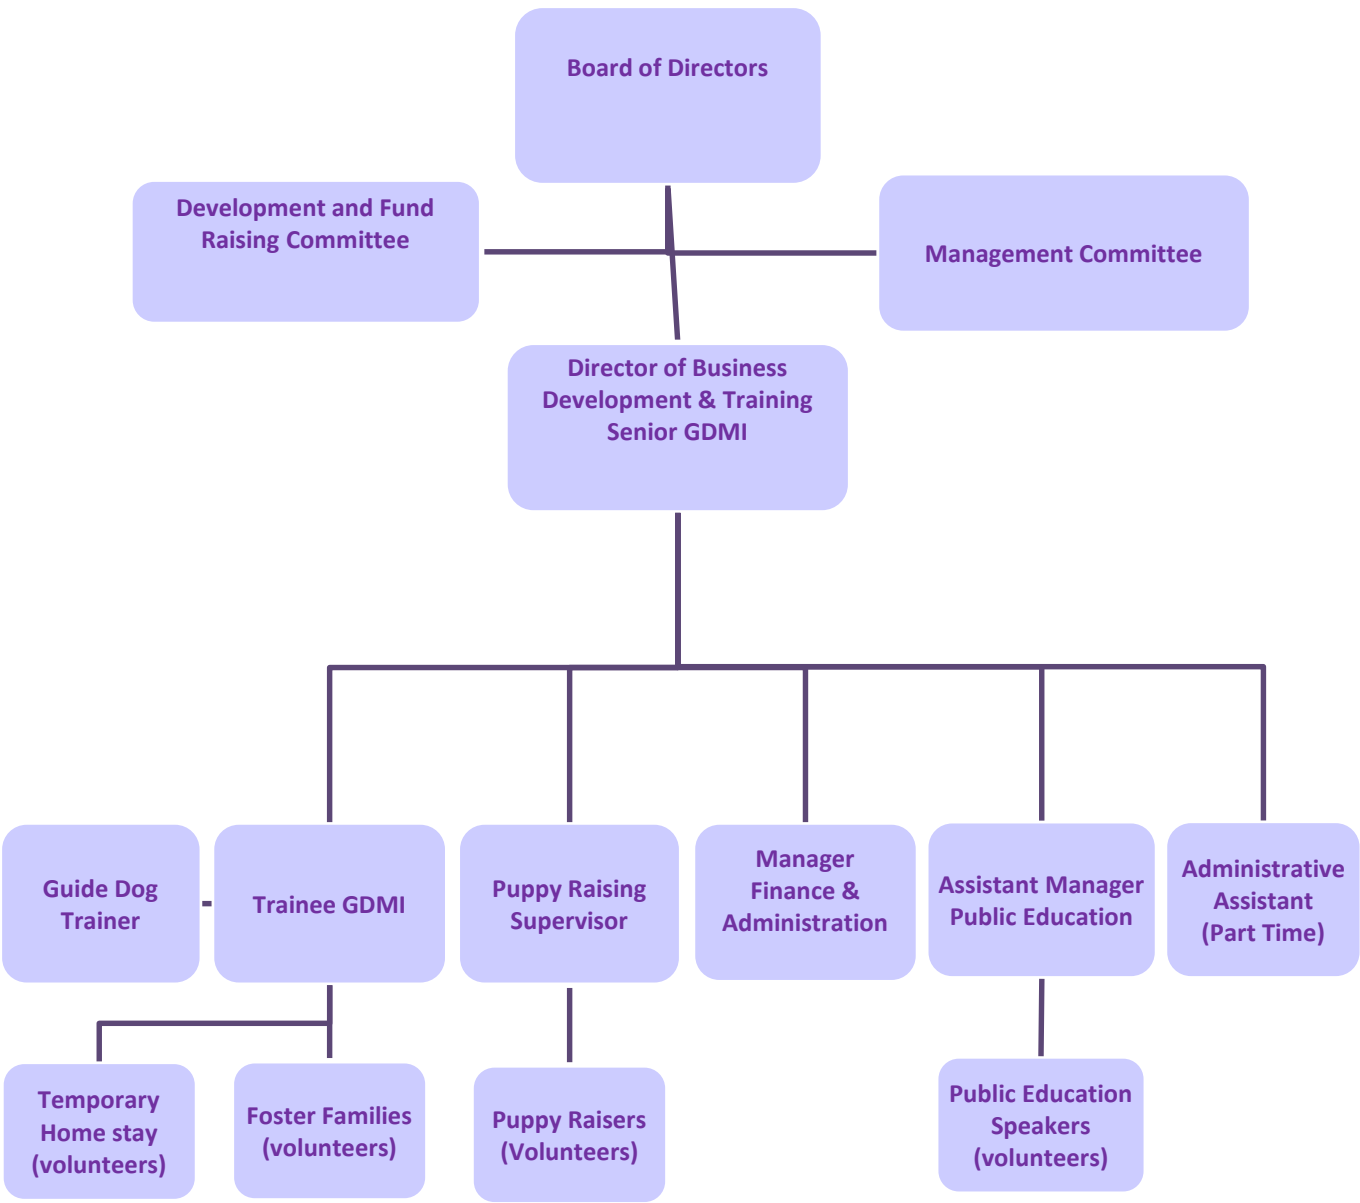 Board of Directors
Development and Fund
Raising Committee
Management Committee
Director of Business
Development & Training
Senior GDMI
Guide Dog
Trainer
Trainee GDMI
Puppy Raising
Supervisor
Manager
Finance &
Administration
Assistant Manager
Public Education
Administrative
Assistant
(Part Time)
Temporary
Home stay
(volunteers)
Foster Families
(volunteers)
Puppy Raisers
(Volunteers)
Public Education
Speakers
(volunteers)